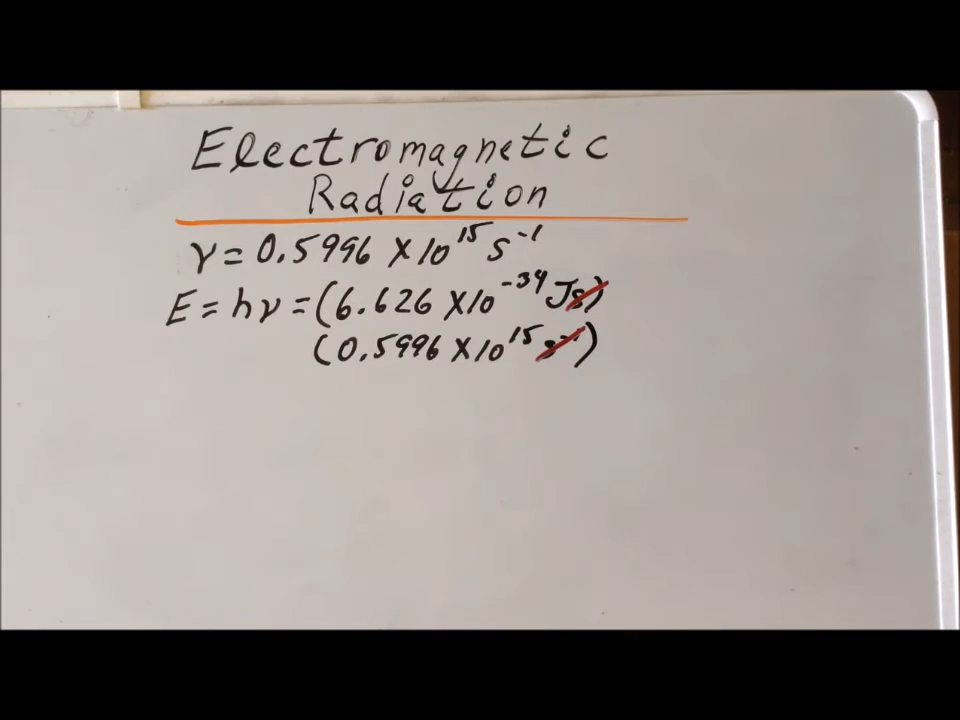 Electromagnetic
Radiation
ν = 0.5996 X 10¹⁵ s⁻¹
E = hν = (6.626 X 10⁻³⁴ Js)
(0.5996 X 10¹⁵ s⁻¹)